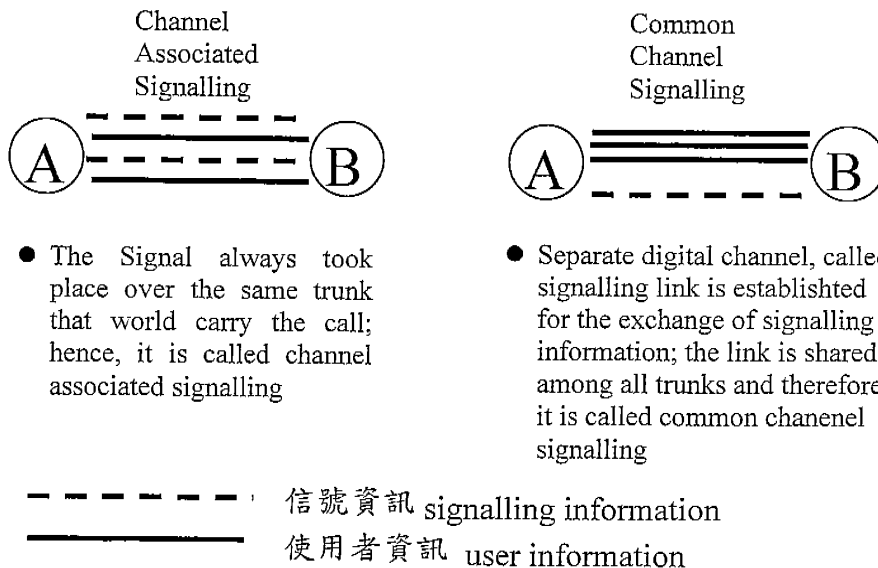 Channel
Associated
Signalling
A
B
● The Signal always took
place over the same trunk
that world carry the call;
hence, it is called channel
associated signalling
Common
Channel
Signalling
A
B
● Separate digital channel, called
signalling link is establishted
for the exchange of signalling
information; the link is shared
among all trunks and therefore
it is called common chanenel
signalling
信號資訊 signalling information
使用者資訊 user information